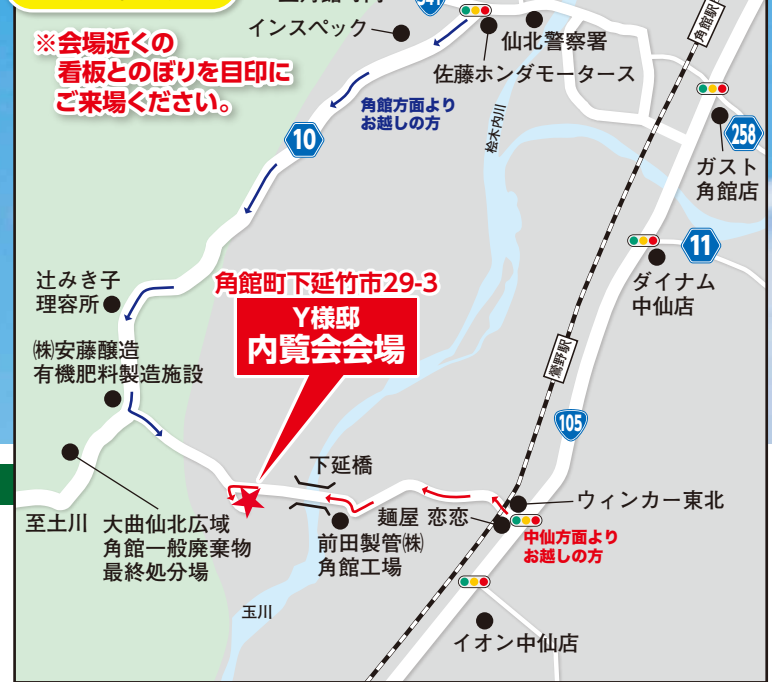 341
インスペック
仙北警察署
角館駅
※会場近くの
看板とのぼりを目印に
ご来場ください。
佐藤ホンダモータース
角館方面より
お越しの方
桧木内川
10
258
ガスト
角館店
11
ダイナム
中仙店
辻みき子
理容所
角館町下延竹市29-3
Y様邸
内覧会会場
㈱安藤醸造
有機肥料製造施設
鶯野駅
105
下延橋
ウィンカー東北
至土川
大曲仙北広域
角館一般廃棄物
最終処分場
麺屋 恋恋
前田製管㈱
角館工場
中仙方面より
お越しの方
玉川
イオン中仙店